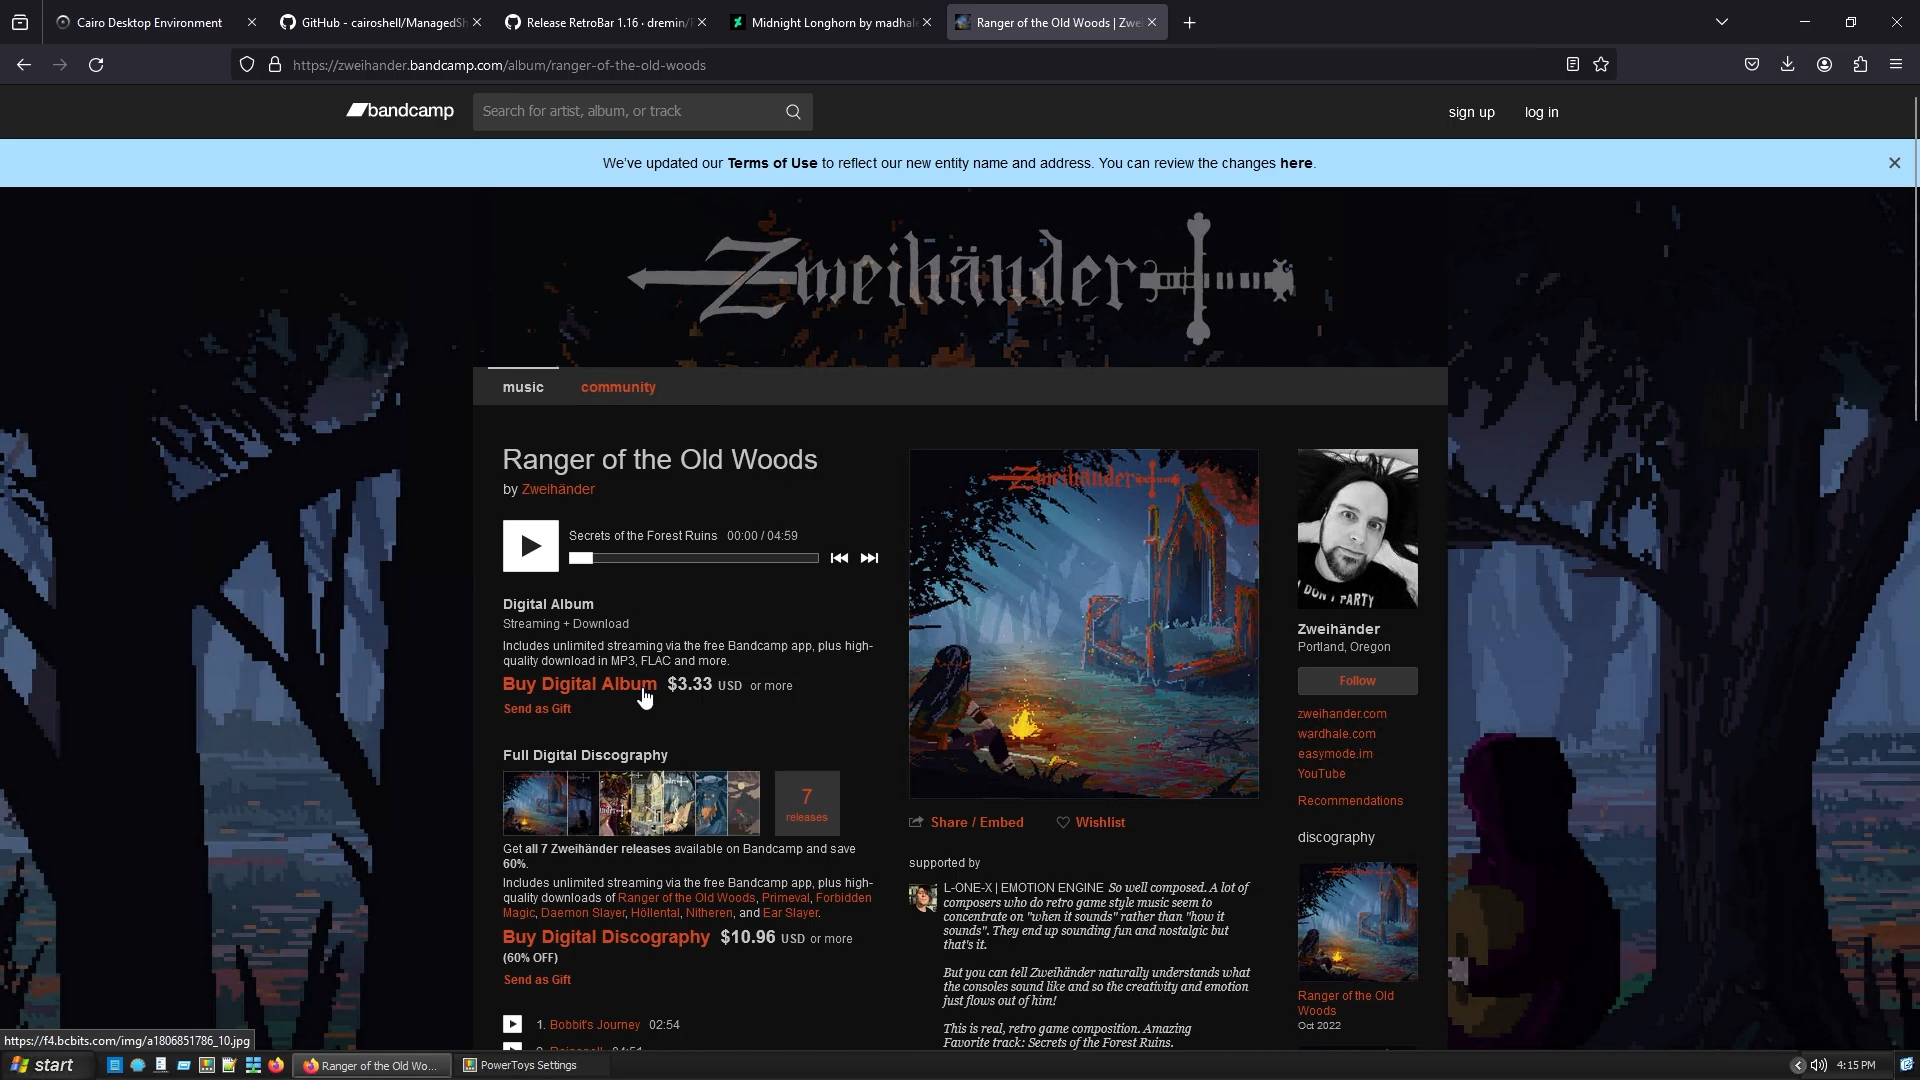 Cairo Desktop Environment
GitHub - cairoshell/ManagedSh
Release RetroBar 1.16 · dremin/
Midnight Longhorn by madhal
Ranger of the Old Woods | Zwei
https://zweihander.bandcamp.com/album/ranger-of-the-old-woods
bandcamp
Search for artist, album, or track
sign up
log in
We've updated our Terms of Use to reflect our new entity name and address. You can review the changes here.
Zweihänder
music
community
Ranger of the Old Woods
by Zweihänder
Secrets of the Forest Ruins 00:00 / 04:59
Digital Album
Streaming + Download
Includes unlimited streaming via the free Bandcamp app, plus high-
quality download in MP3, FLAC and more.
Buy Digital Album $3.33 USD or more
Send as Gift
Full Digital Discography
7
releases
Get all 7 Zweihänder releases available on Bandcamp and save
60%.
Includes unlimited streaming via the free Bandcamp app, plus high-
quality downloads of Ranger of the Old Woods, Primeval, Forbidden
Magic, Daemon Slayer, Höllental, Nitheren, and Ear Slayer.
Buy Digital Discography $10.96 USD or more
(60% OFF)
Send as Gift
1. Bobbit's Journey 02:54
Zweihänder
Share / Embed
Wishlist
supported by
L-ONE-X | EMOTION ENGINE So well composed. A lot of
composers who do retro game style music seem to
concentrate on "when it sounds" rather than "how it
sounds". They end up sounding fun and nostalgic but
that's it.
But you can tell Zweihänder naturally understands what
the consoles sound like and so the creativity and emotion
just flows out of him!
This is real, retro game composition. Amazing
Favorite track: Secrets of the Forest Ruins.
DON'T PARTY
Zweihänder
Portland, Oregon
Follow
zweihander.com
wardhale.com
easymode.im
YouTube
Recommendations
discography
Ranger of the Old
Woods
Oct 2022
https://f4.bcbits.com/img/a1806851786_10.jpg
start
Ranger of the Old Wo...
PowerToys Settings
4:15 PM